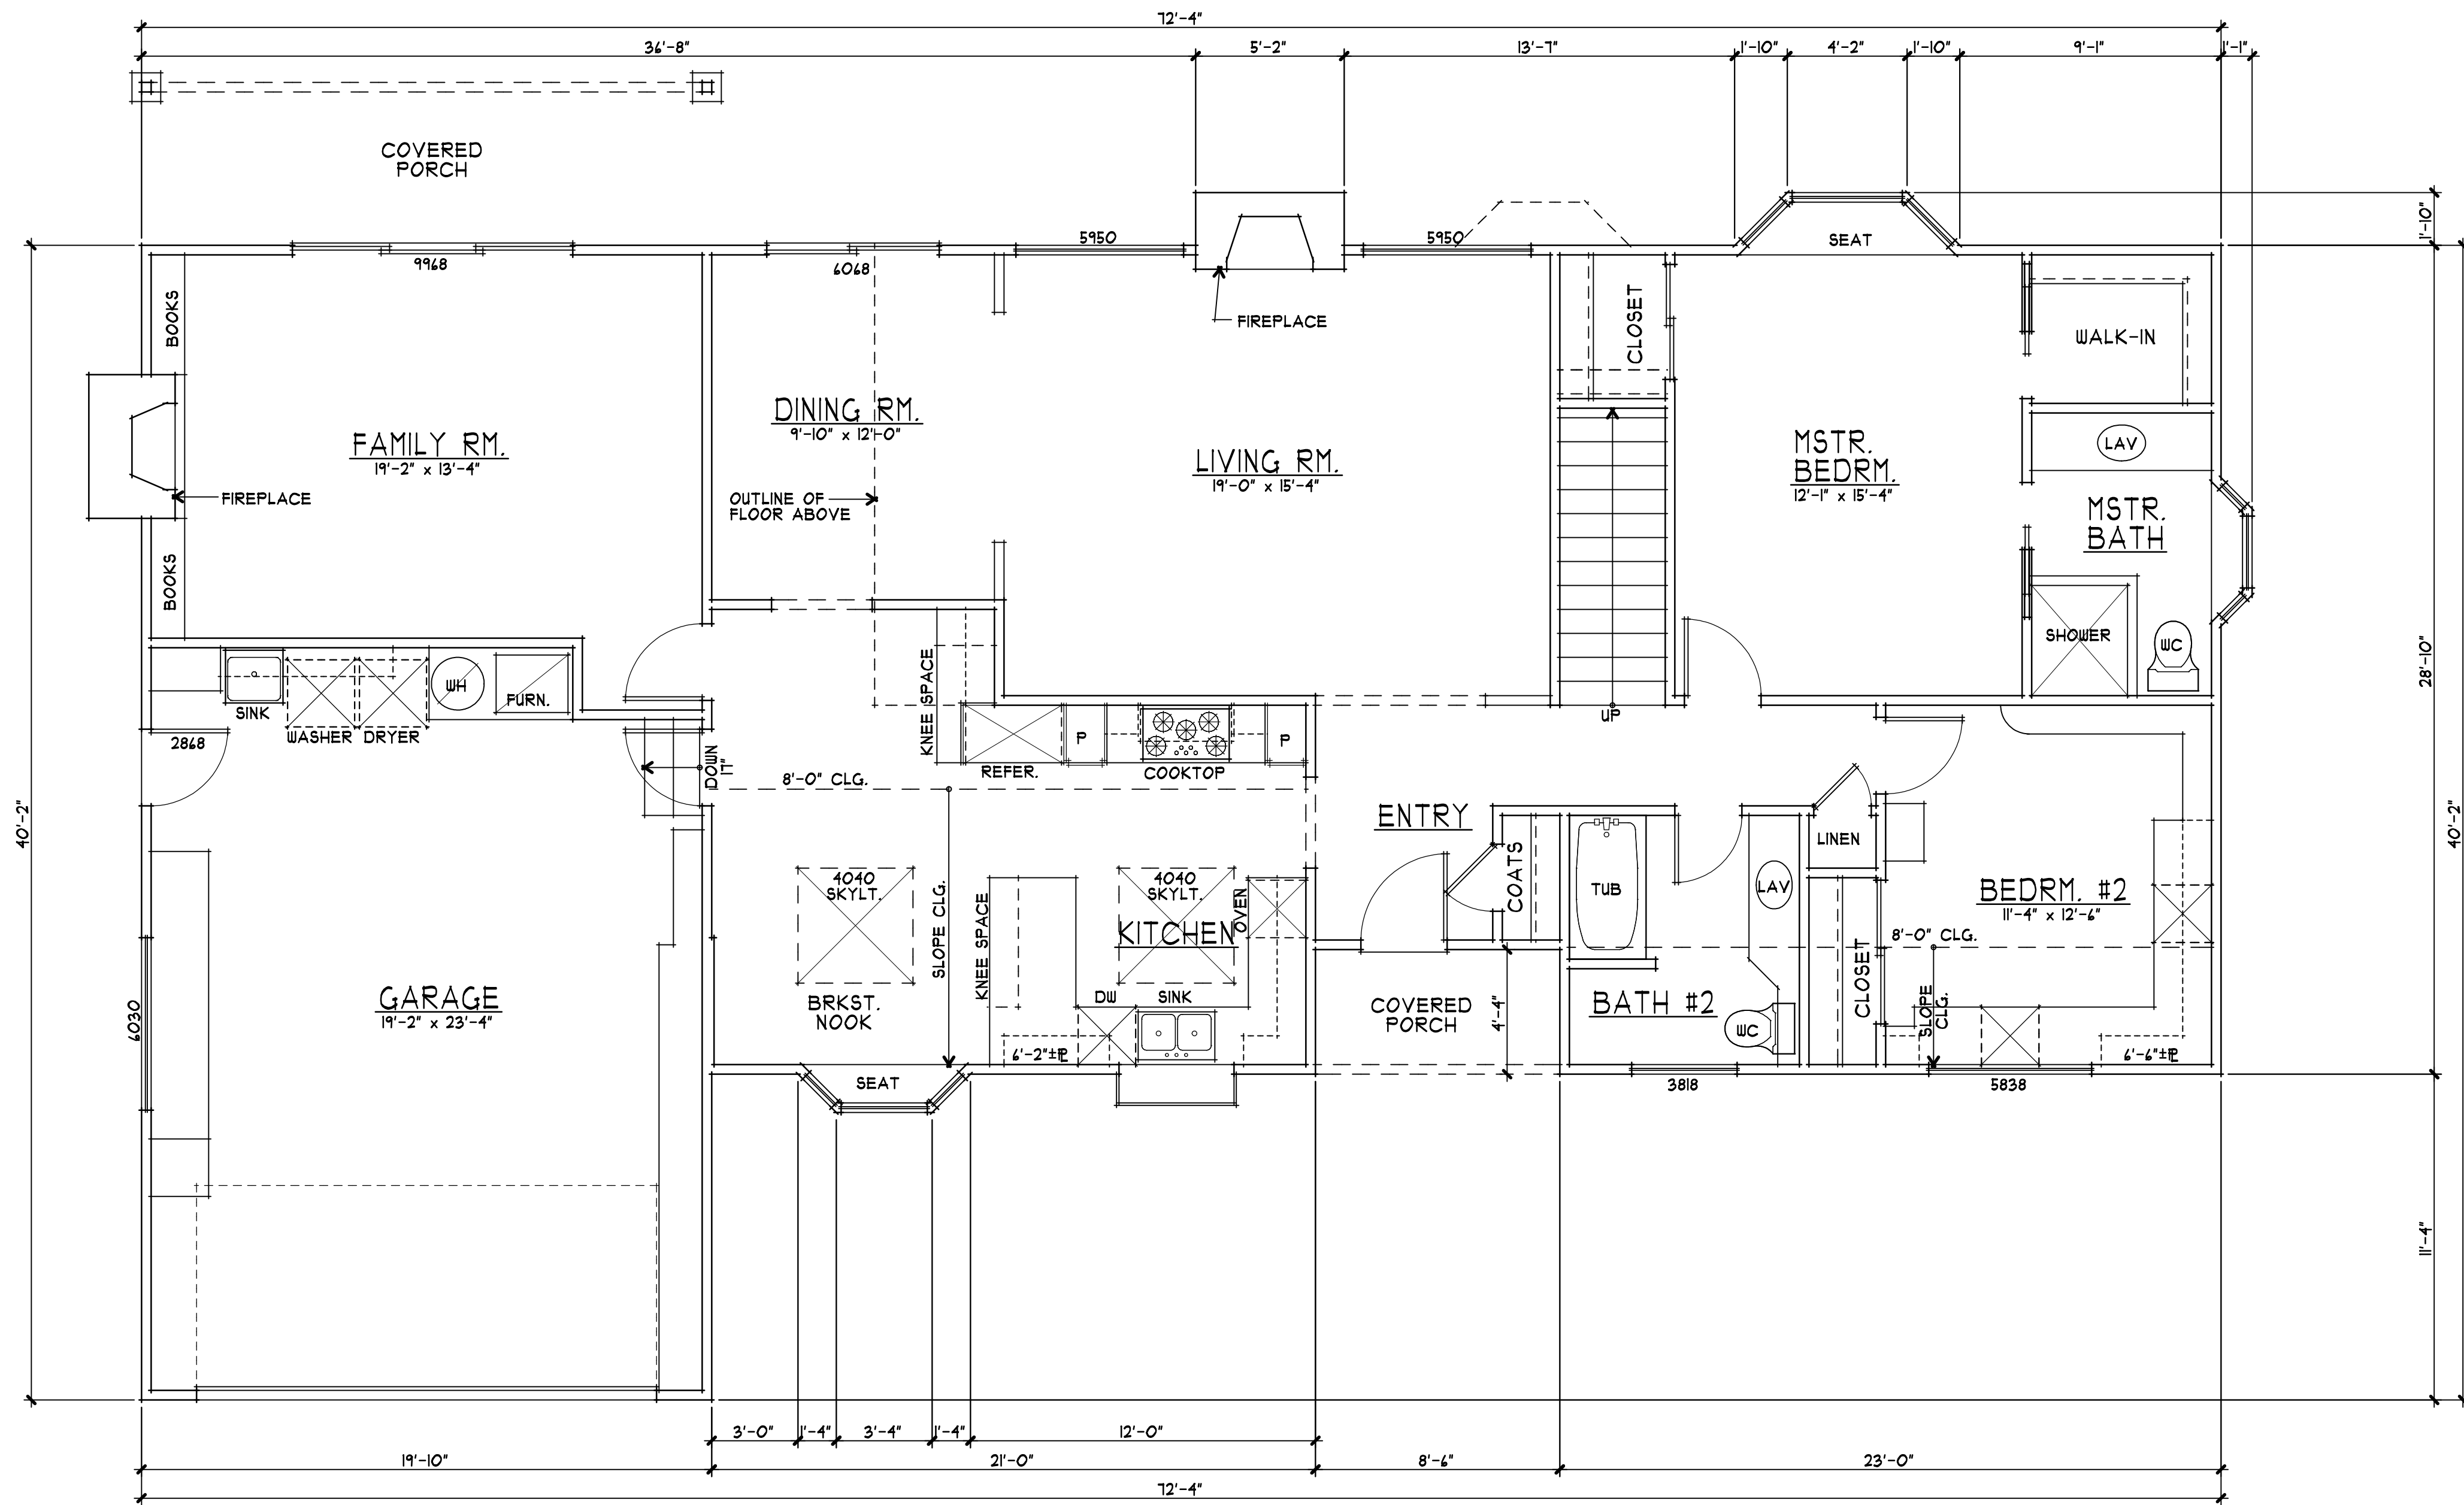 72'-4"
36'-8"
5'-2"
13'-7"
1'-10"
4'-2"
1'-10"
9'-1"
1'-1"
COVERED
PORCH
1'-10"
9968
6068
5950
5950
SEAT
BOOKS
FIREPLACE
CLOSET
WALK-IN
FAMILY RM.
19'-2" x 13'-4"
DINING RM.
9'-10" x 12'-0"
LIVING RM.
19'-0" x 15'-4"
MSTR.
BEDRM.
12'-1" x 15'-4"
LAV
FIREPLACE
OUTLINE OF
FLOOR ABOVE
MSTR.
BATH
BOOKS
SHOWER
WC
28'-10"
SINK
WASHER
DRYER
WH
FURN.
KNEE SPACE
UP
2868
DOWN
17"
REFER.
P
COOKTOP
P
8'-0" CLG.
40'-2"
40'-2"
ENTRY
LINEN
4040
SKYLT.
SLOPE CLG.
KNEE SPACE
4040
SKYLT.
OVEN
KITCHEN
COATS
TUB
LAV
BEDRM. #2
11'-4" x 12'-6"
8'-0" CLG.
CLOSET
GARAGE
19'-2" x 23'-4"
6030
BRKST.
NOOK
DW
SINK
COVERED
PORCH
4'-4"
BATH #2
WC
SLOPE
CLG.
6'-2"±PL
6'-6"±PL
SEAT
3818
5838
11'-4"
3'-0"
1'-4"
3'-4"
1'-4"
12'-0"
19'-10"
21'-0"
8'-6"
23'-0"
72'-4"